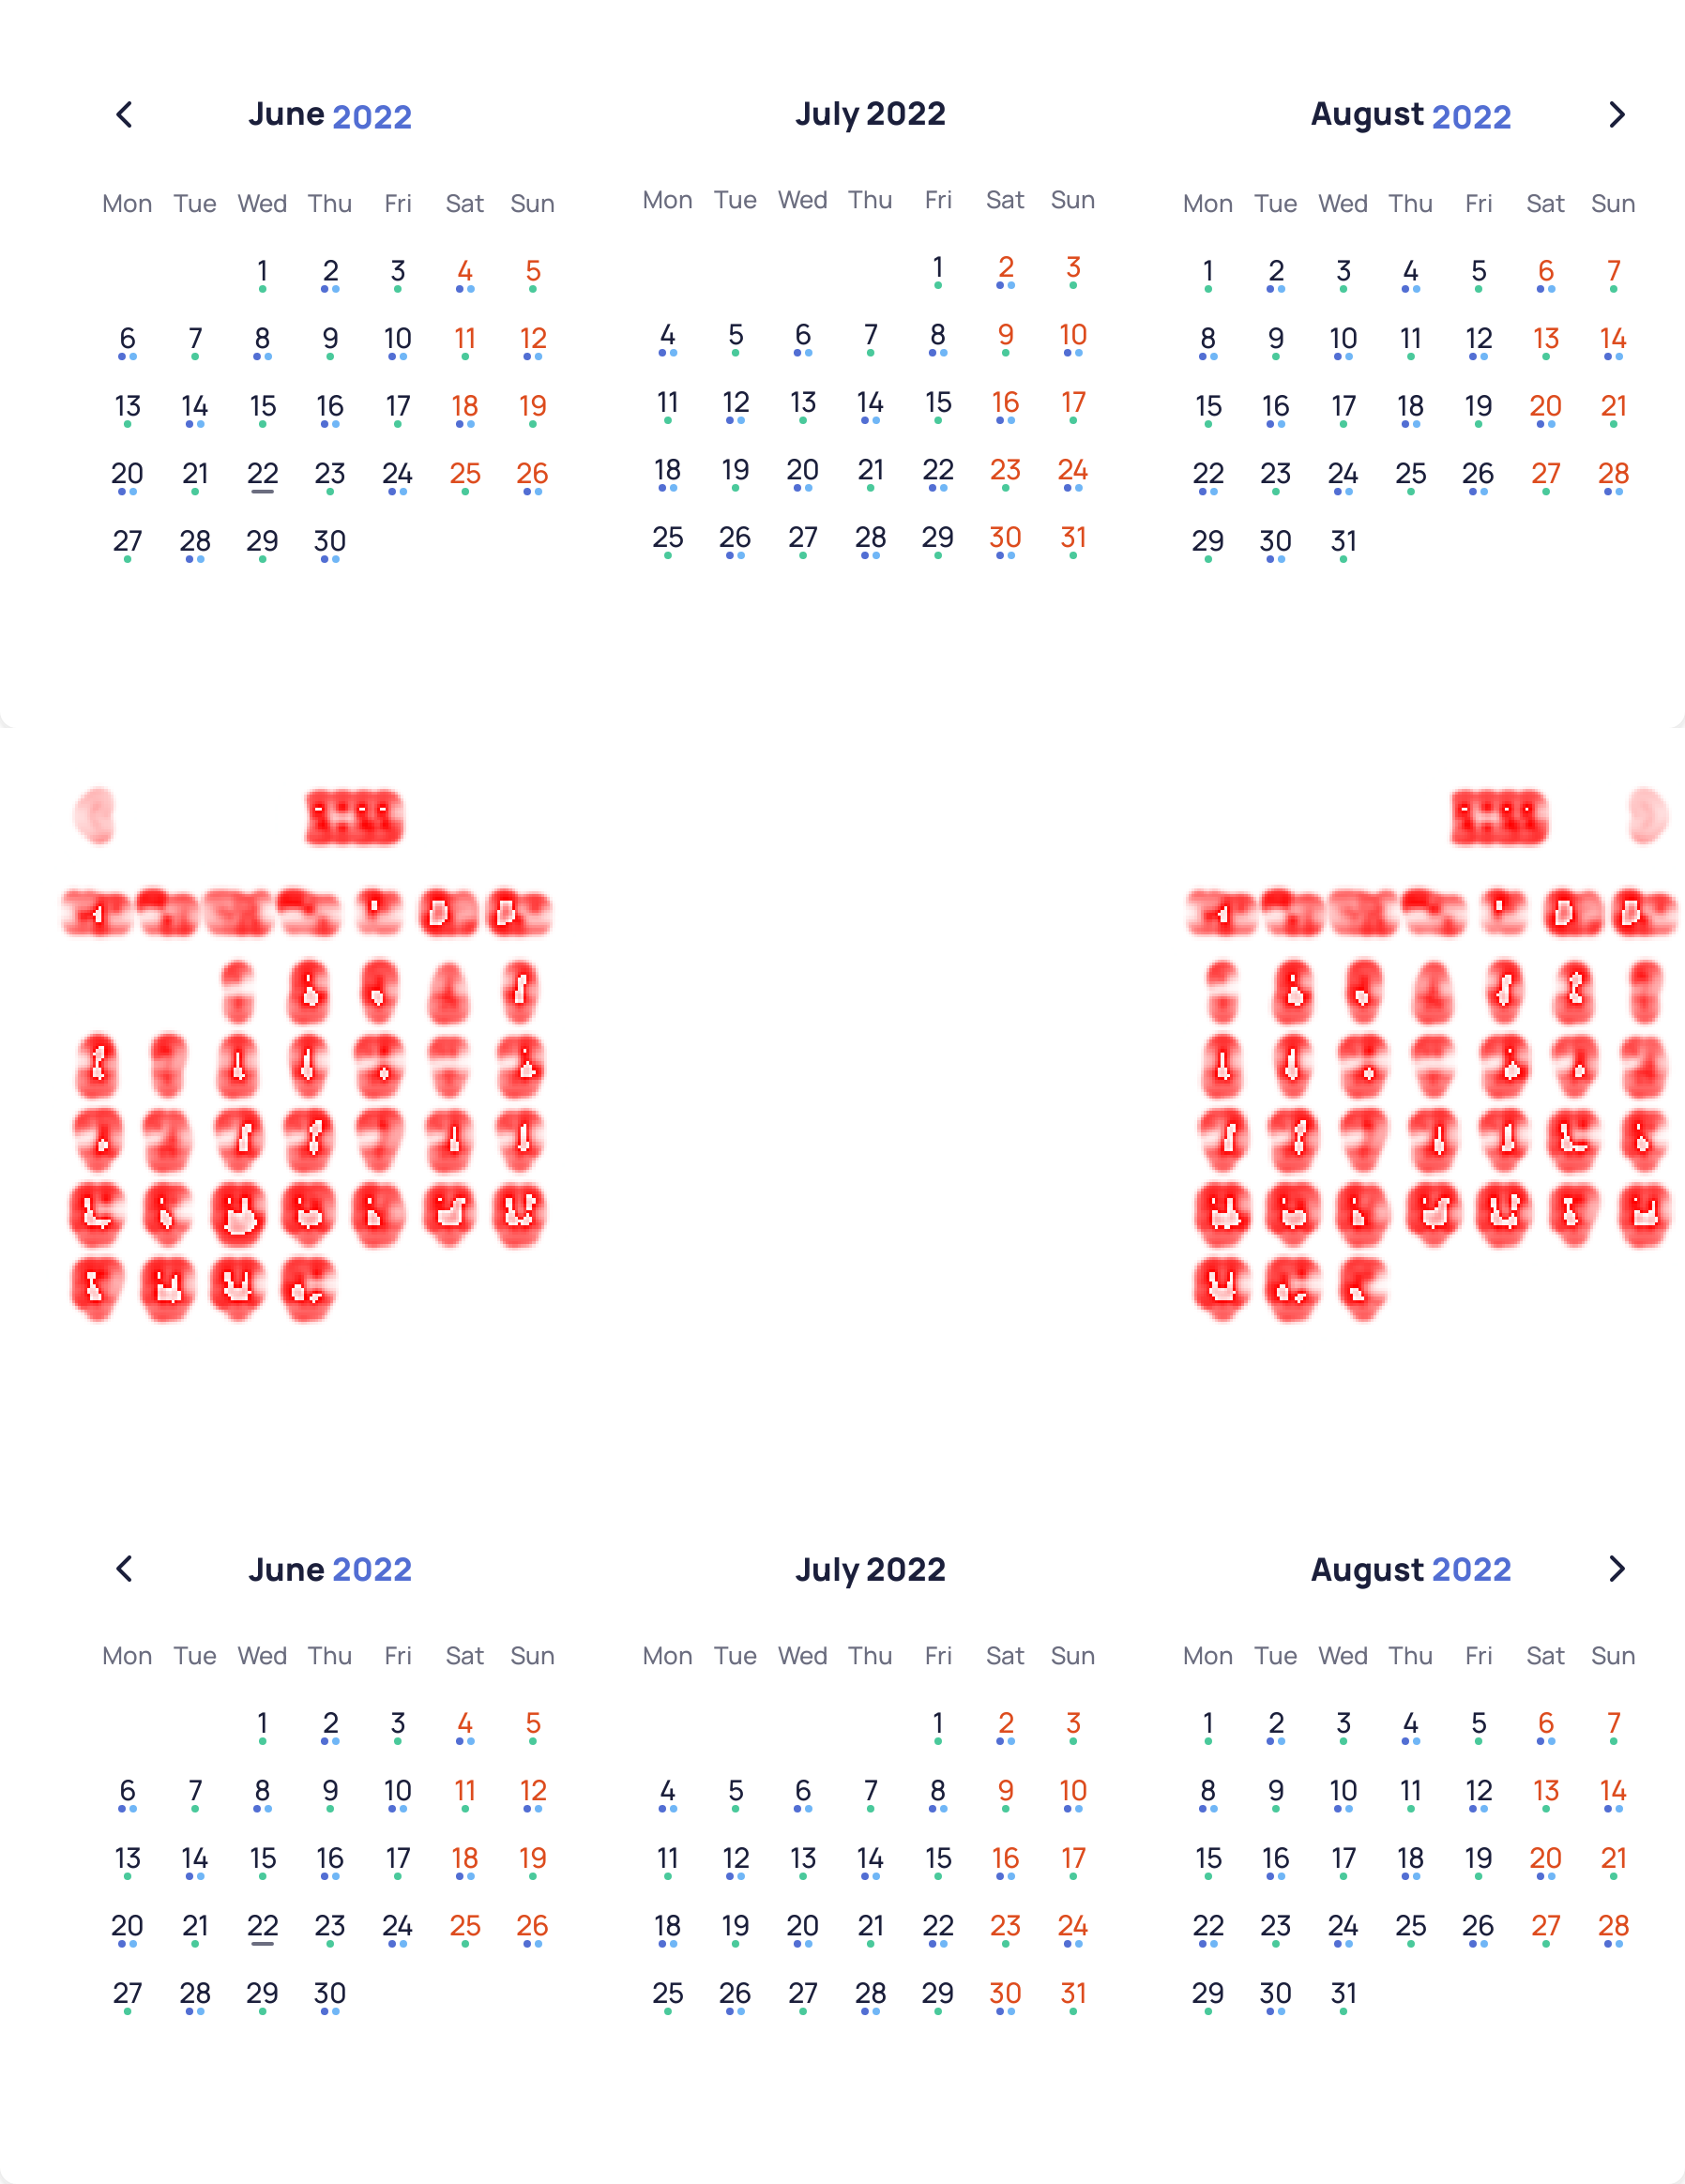 June 2022 July 2022 August 2022
Mon Tue Wed Thu Fri Sat Sun Mon Tue Wed Thu Fri Sat Sun Mon Tue Wed Thu Fri Sat Sun
1 2 3 4 5 1 2 3 1 2 3 4 5 6 7
6 7 8 9 10 11 12 4 5 6 7 8 9 10 8 9 10 11 12 13 14
13 14 15 16 17 18 19 11 12 13 14 15 16 17 15 16 17 18 19 20 21
20 21 22 23 24 25 26 18 19 20 21 22 23 24 22 23 24 25 26 27 28
27 28 29 30 25 26 27 28 29 30 31 29 30 31
June 2022 July 2022 August 2022
Mon Tue Wed Thu Fri Sat Sun Mon Tue Wed Thu Fri Sat Sun Mon Tue Wed Thu Fri Sat Sun
1 2 3 4 5 1 2 3 1 2 3 4 5 6 7
6 7 8 9 10 11 12 4 5 6 7 8 9 10 8 9 10 11 12 13 14
13 14 15 16 17 18 19 11 12 13 14 15 16 17 15 16 17 18 19 20 21
20 21 22 23 24 25 26 18 19 20 21 22 23 24 22 23 24 25 26 27 28
27 28 29 30 25 26 27 28 29 30 31 29 30 31